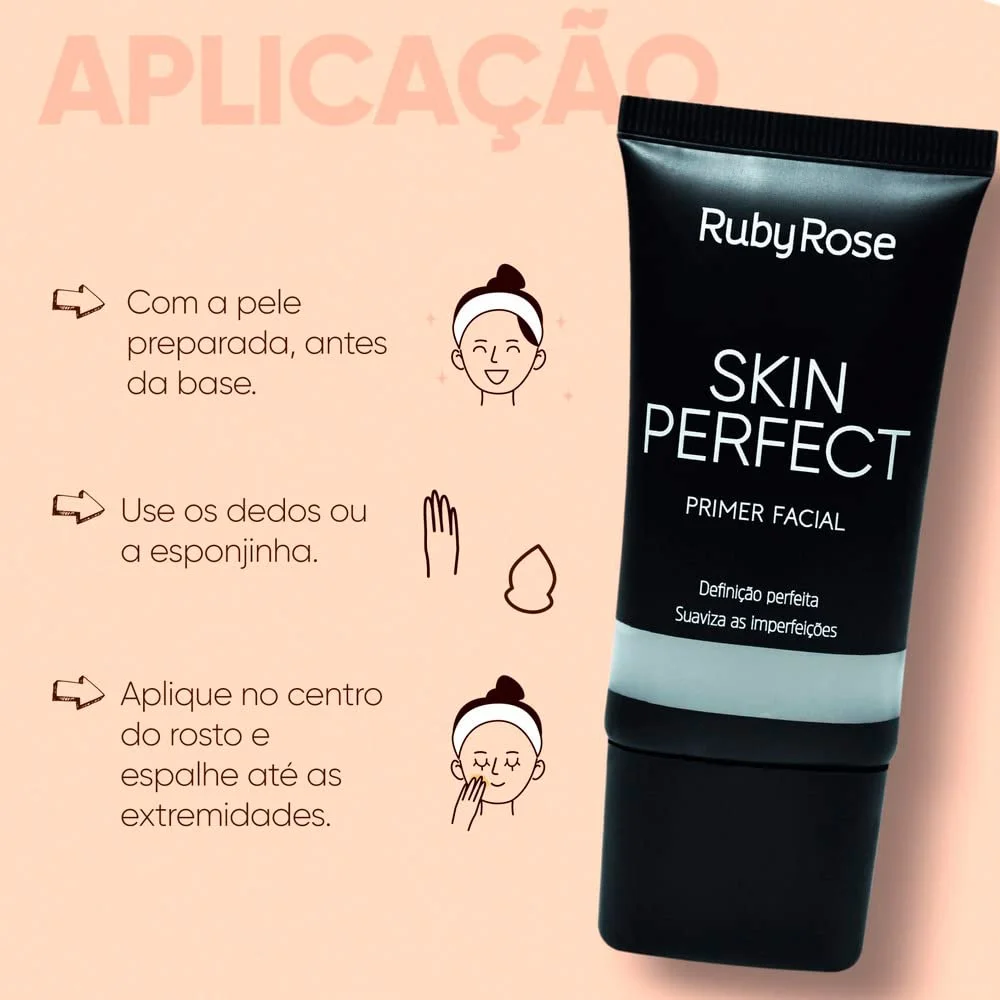 APLICAÇÃO
Com a pele
preparada, antes
da base.
Use os dedos ou
a esponjinha.
Aplique no centro
do rosto e
espalhe até as
extremidades.
RubyRose
SKIN
PERFECT
PRIMER FACIAL
Definição perfeita
Suaviza as imperfeições